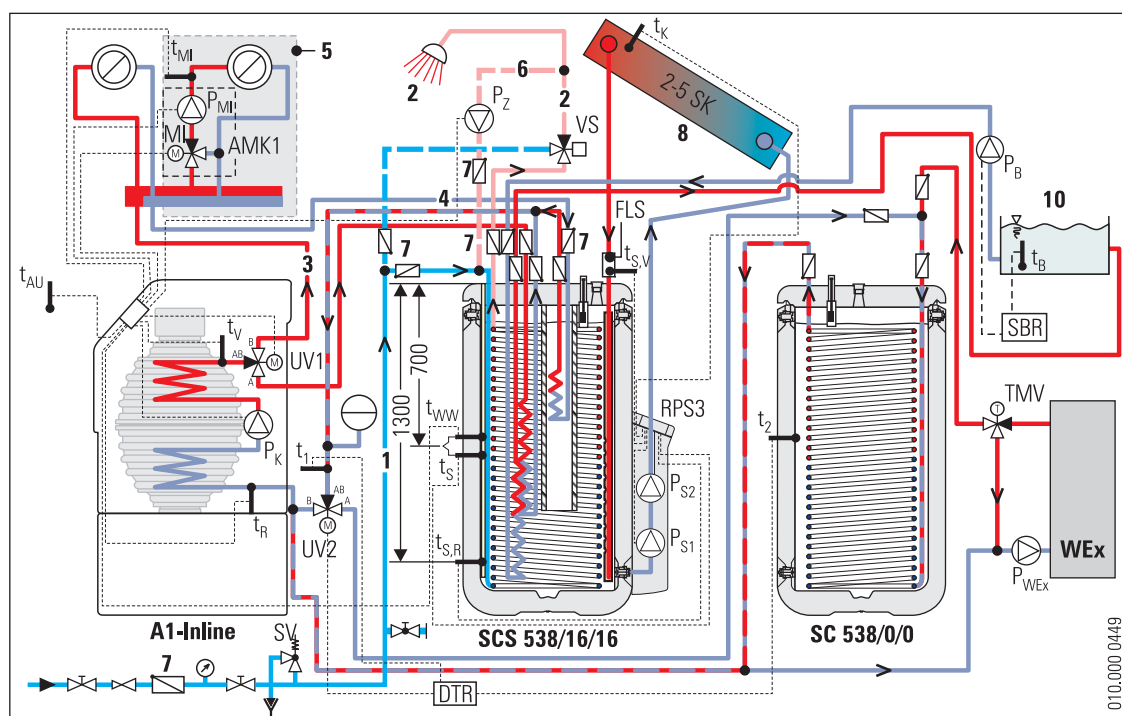 t_MI
5
t_K
6
2
2
P_MI
P_Z
2-5 SK
VS
8
MI
AMK1
M
P_B
7
10
4
FLS
7
7
7
t_S,V
3
t_B
t_AU
t_V
B
AB
UV1
M
A
SBR
700
1300
RPS3
TMV
T
t_WW
P_K
t_1
t_2
t_S
1
AB
B
A
P_S2
M
t_R
UV2
t_S,R
P_S1
WEx
P_WEx
A1-Inline
SCS 538/16/16
SC 538/0/0
SV
7
DTR
010.000 0449